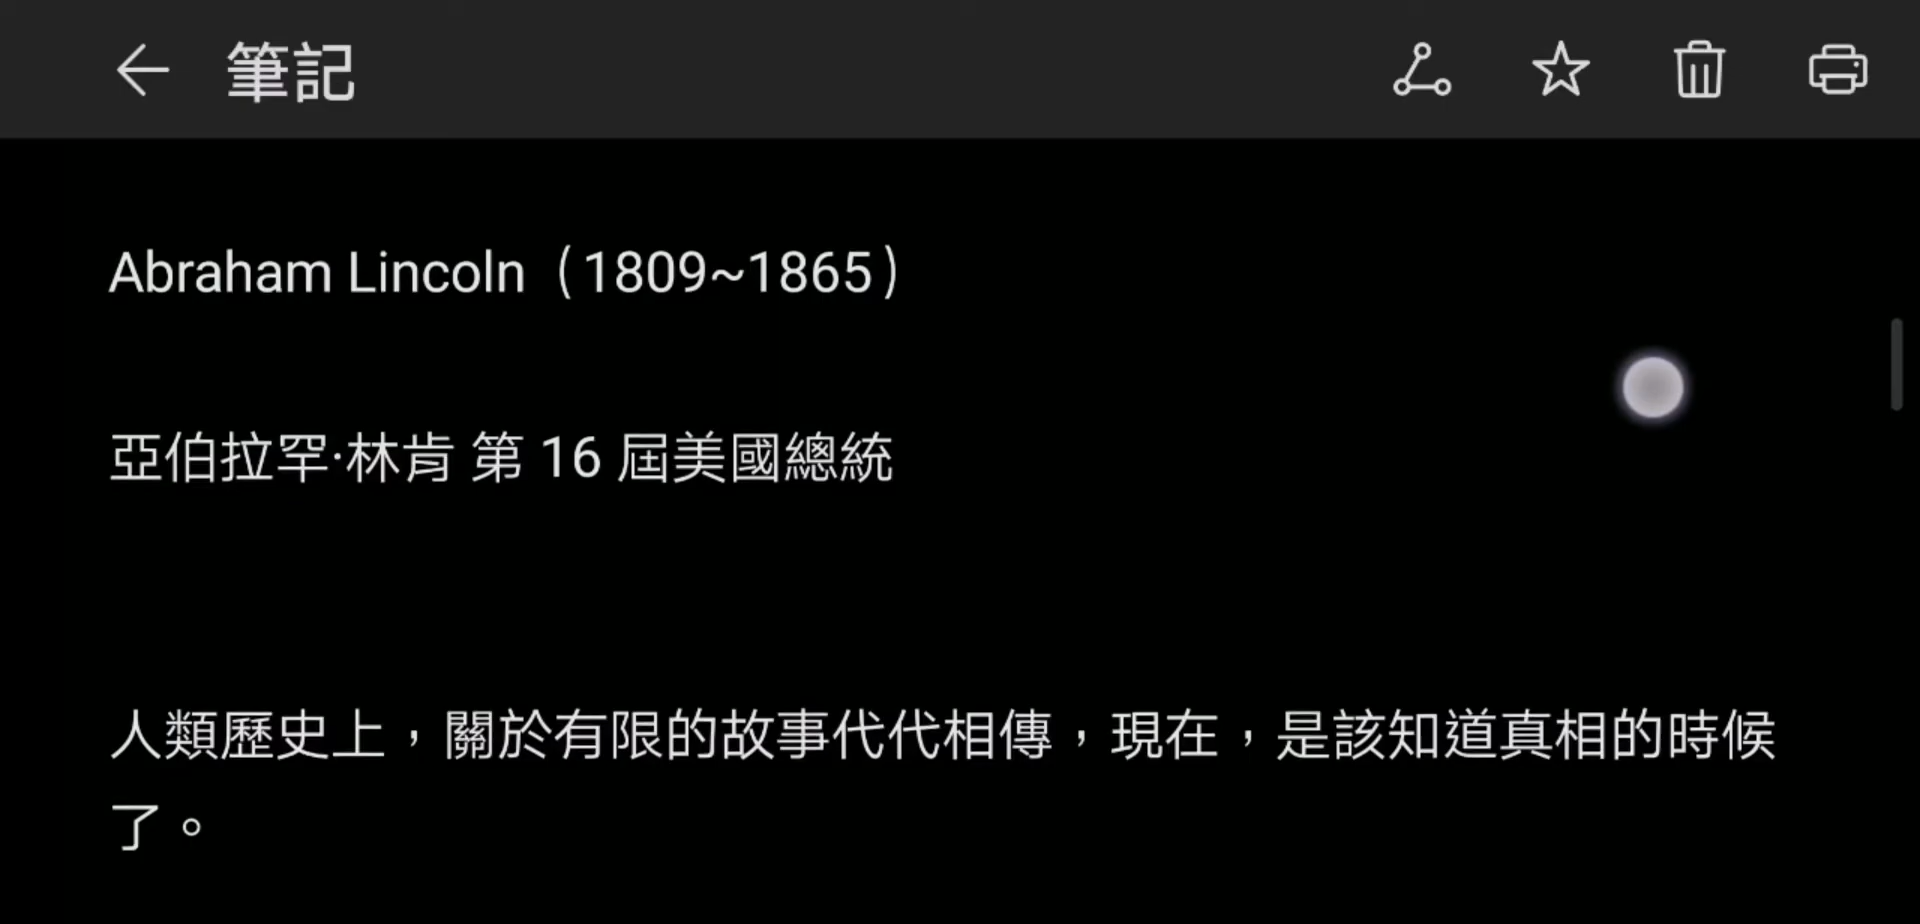 筆記
Abraham Lincoln（1809~1865）
亞伯拉罕·林肯 第 16 屆美國總統
人類歷史上，關於有限的故事代代相傳，現在，是該知道真相的時候
了。